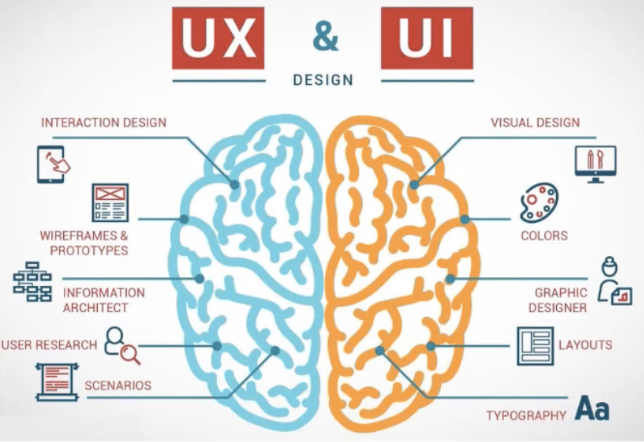 UX & UI
DESIGN
INTERACTION DESIGN
WIREFRAMES &
PROTOTYPES
INFORMATION
ARCHITECT
USER RESEARCH
SCENARIOS
VISUAL DESIGN
COLORS
GRAPHIC
DESIGNER
LAYOUTS
TYPOGRAPHY Aa